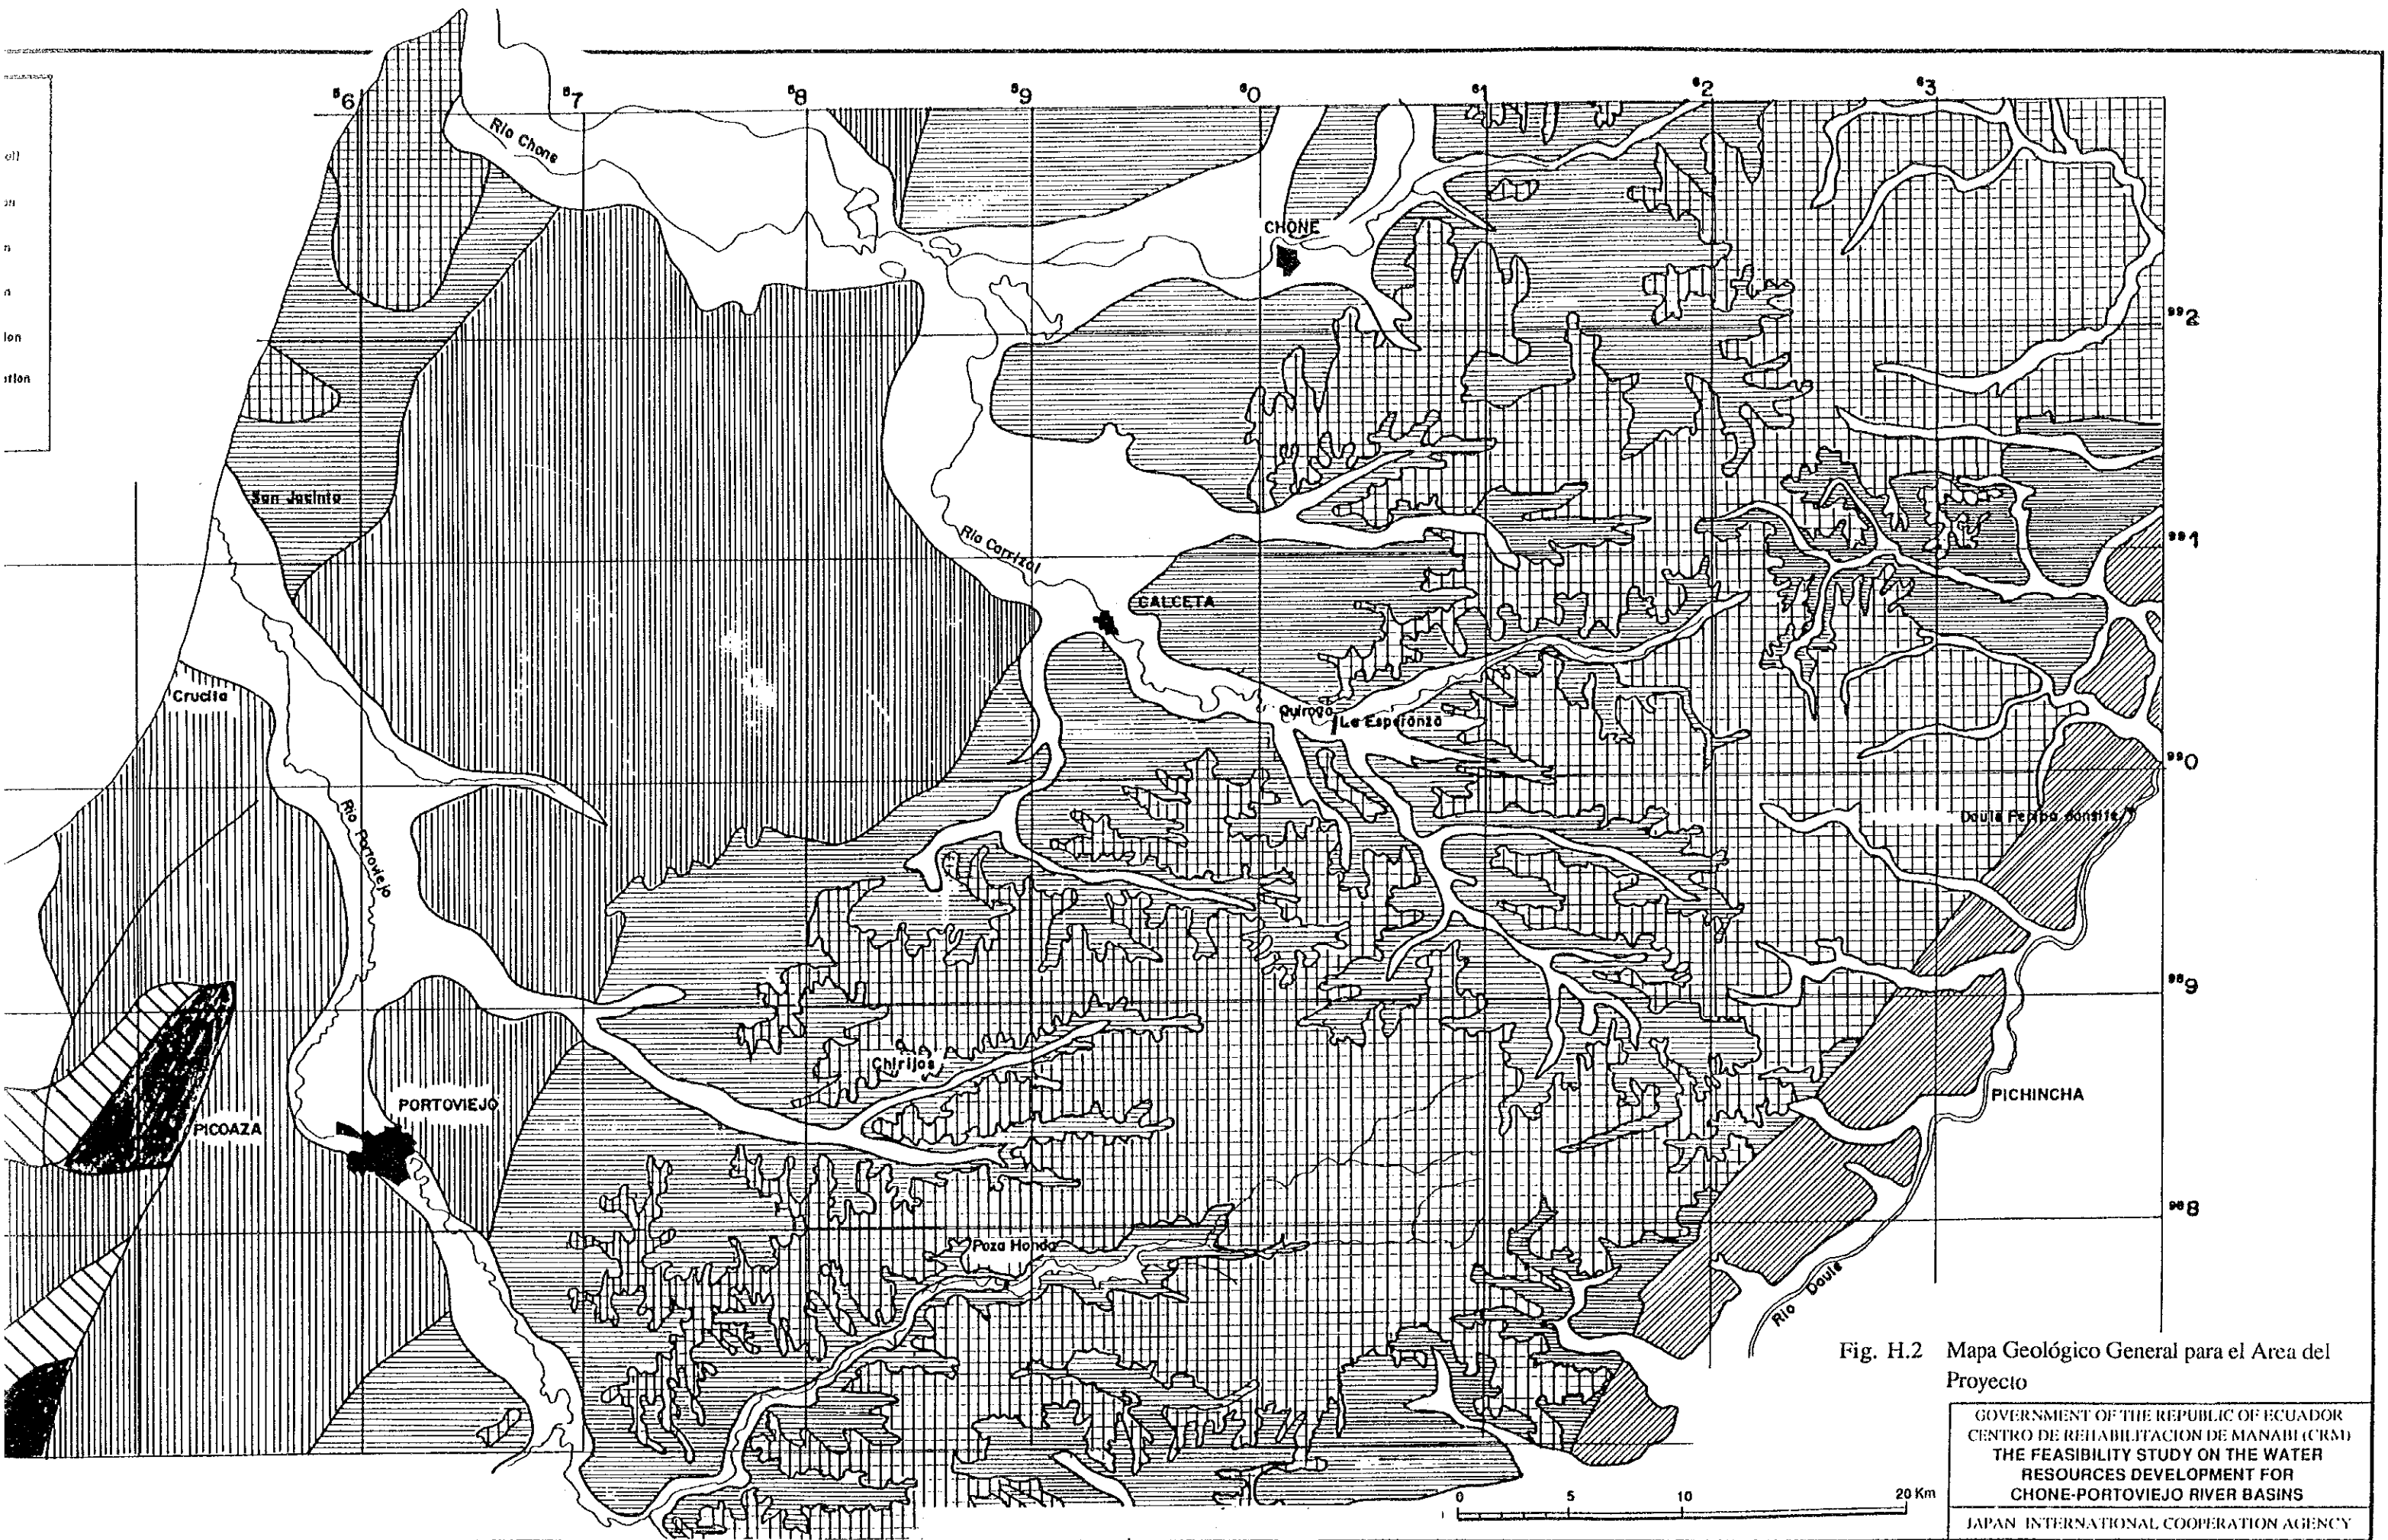 56
57
58
59
60
61
62
63
Rio Chone
CHONE
992
San Jacinto
Rio Carrizal
991
CALCETA
Crucita
Quiroga
La Esperanza
990
Rio Portoviejo
Daule Peripa
989
Chirijos
PORTOVIEJO
PICOAZA
PICHINCHA
988
Poza Honda
Rio Daule
Fig. H.2 Mapa Geológico General para el Area del
Proyecto
GOVERNMENT OF THE REPUBLIC OF ECUADOR
CENTRO DE REHABILITACION DE MANABI (CRM)
THE FEASIBILITY STUDY ON THE WATER
RESOURCES DEVELOPMENT FOR
CHONE-PORTOVIEJO RIVER BASINS
0 5 10 20 Km
JAPAN INTERNATIONAL COOPERATION AGENCY